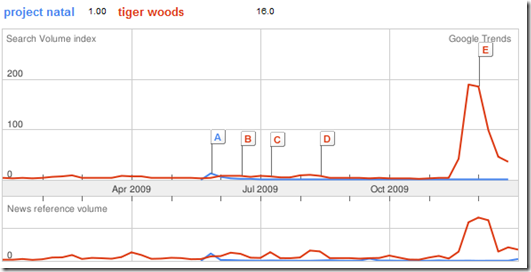 project natal 1.00 tiger woods 16.0
Search Volume index Google Trends
E
200
100
A B C D
0
Apr 2009 Jul 2009 Oct 2009
News reference volume
0